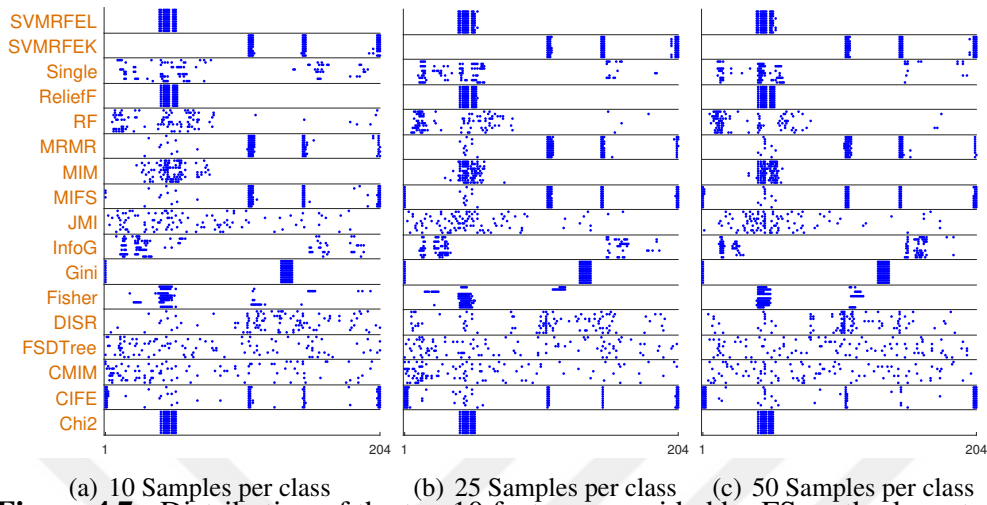 SVMRFEL
SVMRFEK
Single
ReliefF
RF
MRMR
MIM
MIFS
JMI
InfoG
Gini
Fisher
DISR
FSDTree
CMIM
CIFE
Chi2
1 204 1 204 1 204
(a) 10 Samples per class (b) 25 Samples per class (c) 50 Samples per class